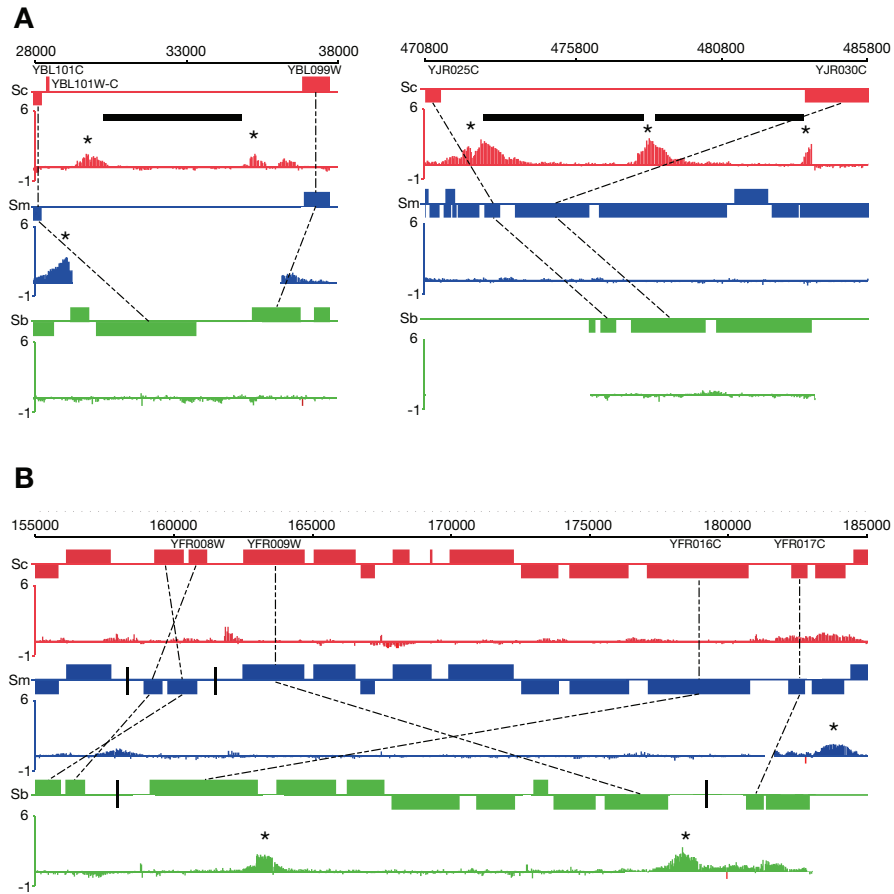 A
28000 33000 38000
470800 475800 480800 485800
YBL101C YBL099W
YBL101W-C
YJR025C YJR030C
Sc
6
*
*
-1
Sm
6
*
-1
Sb
6
-1
Sc
6
*
*
*
-1
Sm
6
-1
Sb
6
-1
B
155000 160000 165000 170000 175000 180000 185000
YFR008W YFR009W YFR016C YFR017C
Sc
6
-1
Sm
6
*
-1
Sb
6
*
*
-1